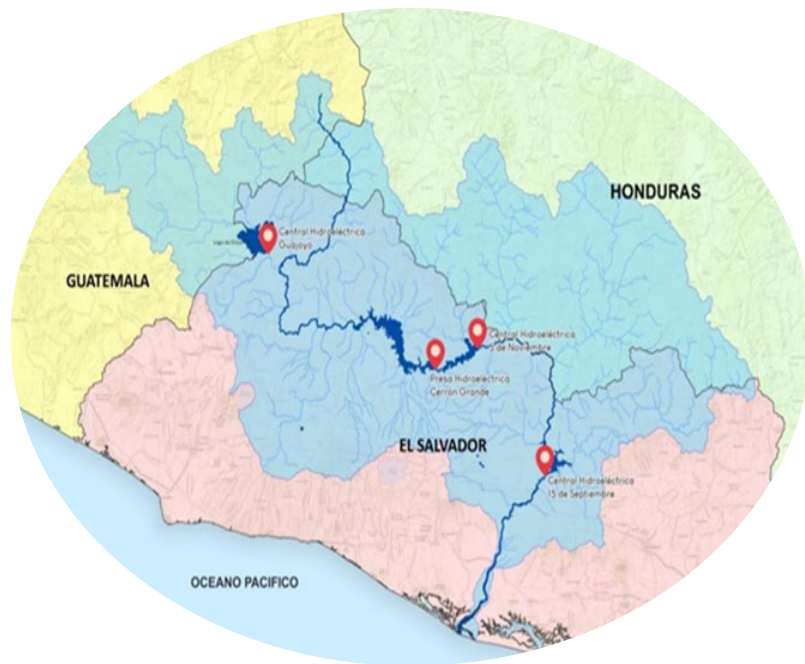 HONDURAS
Central Hidroeléctrica
Guajoyo
GUATEMALA
Central Hidroeléctrica
5 de Noviembre
Presa Hidroeléctrica
Cerrón Grande
EL SALVADOR
Central Hidroeléctrica
15 de Septiembre
OCEANO PACIFICO